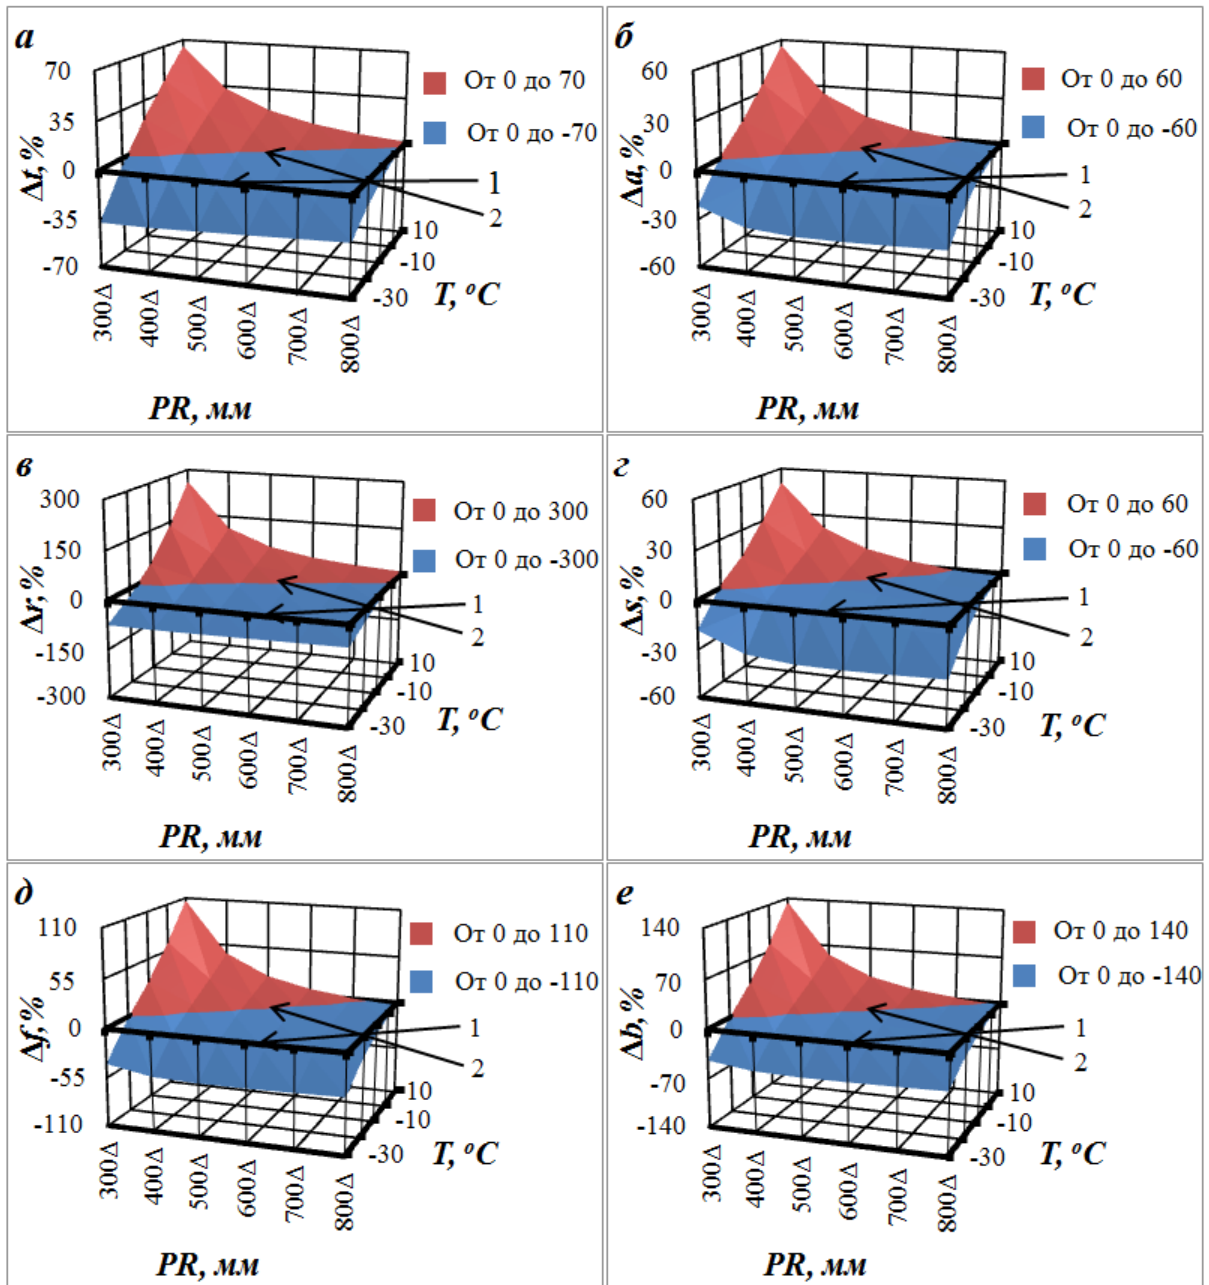 а
70
35
0
-35
-70
Δt, %
От 0 до 70
От 0 до -70
1
2
10
-10
-30
T, °C
300Δ
400Δ
500Δ
600Δ
700Δ
800Δ
PR, мм
б
60
30
0
-30
-60
Δa, %
От 0 до 60
От 0 до -60
1
2
10
-10
-30
T, °C
300Δ
400Δ
500Δ
600Δ
700Δ
800Δ
PR, мм
в
300
150
0
-150
-300
Δr, %
От 0 до 300
От 0 до -300
1
2
10
-10
-30
T, °C
300Δ
400Δ
500Δ
600Δ
700Δ
800Δ
PR, мм
г
60
30
0
-30
-60
Δs, %
От 0 до 60
От 0 до -60
1
2
10
-10
-30
T, °C
300Δ
400Δ
500Δ
600Δ
700Δ
800Δ
PR, мм
д
110
55
0
-55
-110
Δf, %
От 0 до 110
От 0 до -110
1
2
10
-10
-30
T, °C
300Δ
400Δ
500Δ
600Δ
700Δ
800Δ
PR, мм
е
140
70
0
-70
-140
Δb, %
От 0 до 140
От 0 до -140
1
2
10
-10
-30
T, °C
300Δ
400Δ
500Δ
600Δ
700Δ
800Δ
PR, мм